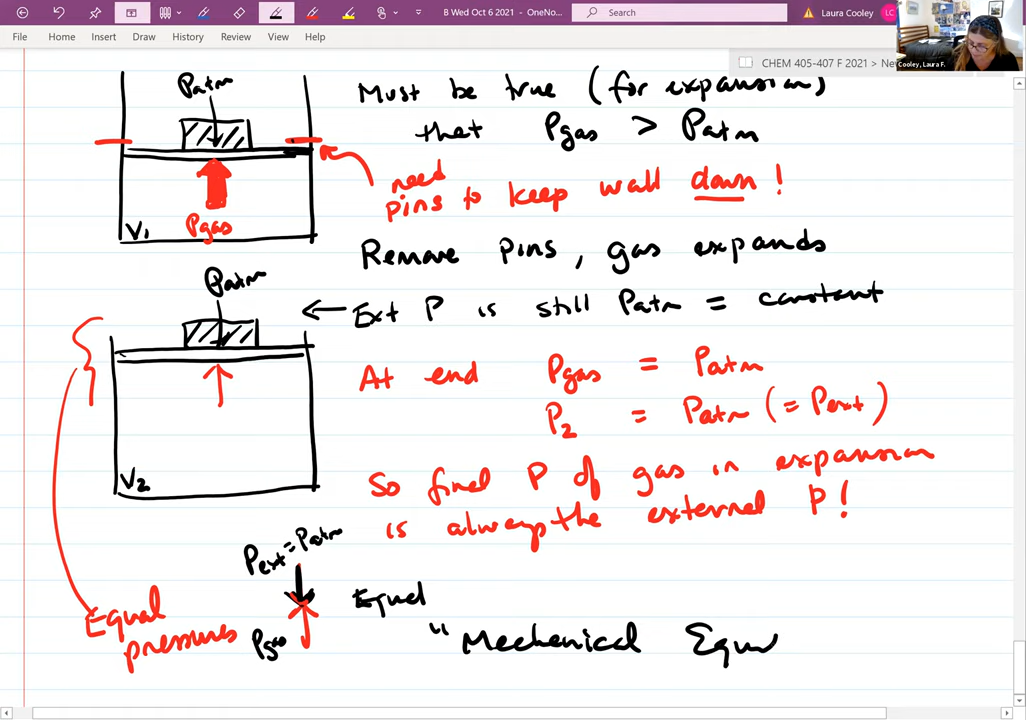 B Wed Oct 6 2021 - OneNo...
Search
Laura Cooley
LC
File Home Insert Draw History Review View Help
Cooley, Laura F.
CHEM 405-407 F 2021 > Ne
Patm
Must be true (for expansion)
that Pgas > Patm
need
pins to keep wall down!
Pgas
V1
Remove pins, gas expands
Patm
Ext P is still Patm = constant
At end Pgas = Patm
P2 = Patm (= Pext)
V2
So final P of gas in expansion
is always the external P!
Pext = Patm
Equal
pressures
Pgas
Equal
"Mechanical Equ